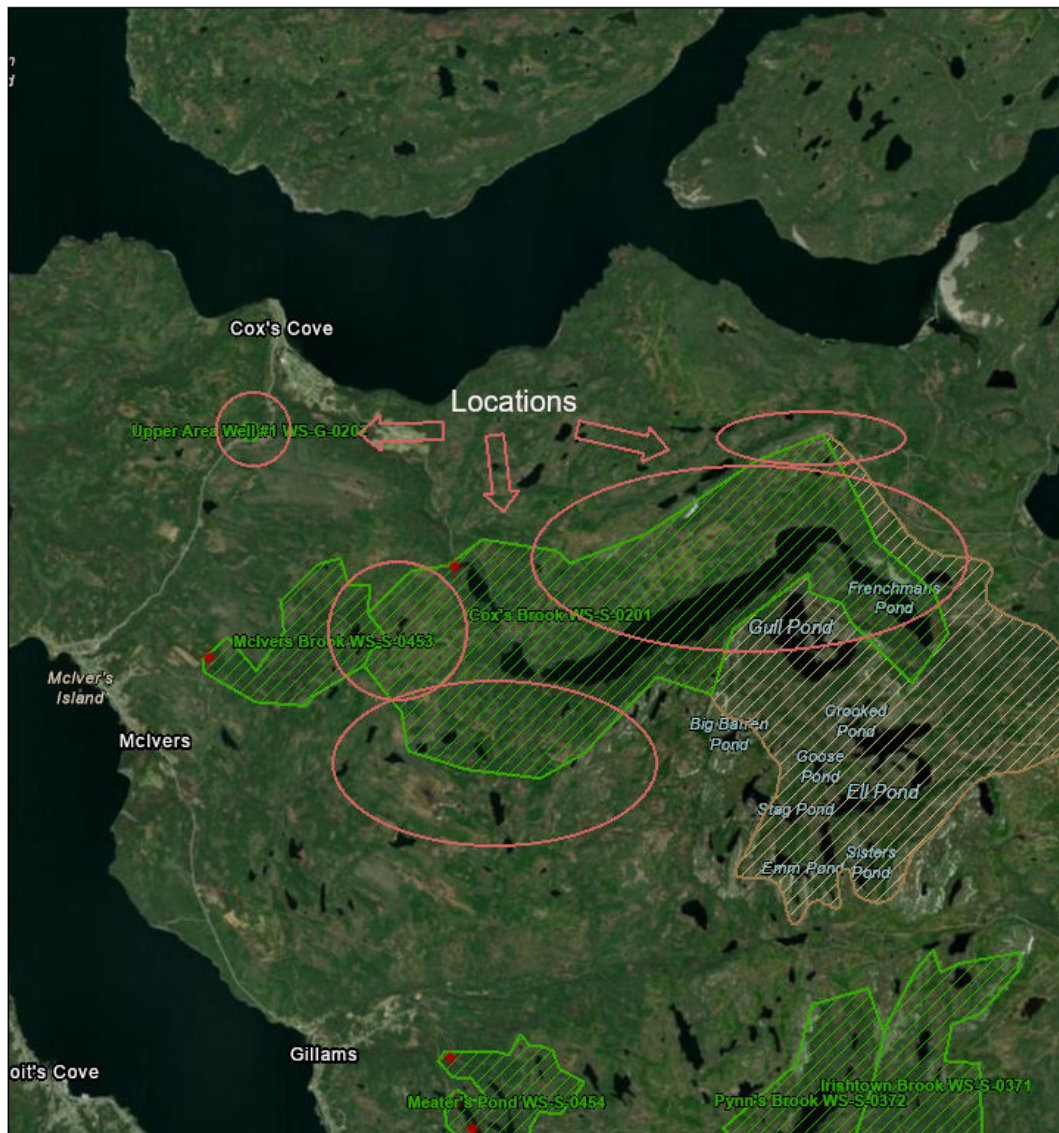 Cox's Cove
Locations
Upper Area Well #1 WS-G-0202
Frenchmans
Pond
Cox's Brook WS-S-0201
Gull Pond
McIvers Brook WS-S-0453
McIver's
Island
Crooked
Pond
Big Barren
Pond
McIvers
Goose
Pond
Ell Pond
Stag Pond
Sisters
Pond
Emm Pond
Gillams
oit's Cove
Irishtown Brook WS-S-0371
Meater's Pond WS-S-0454
Pynn's Brook WS-S-0372